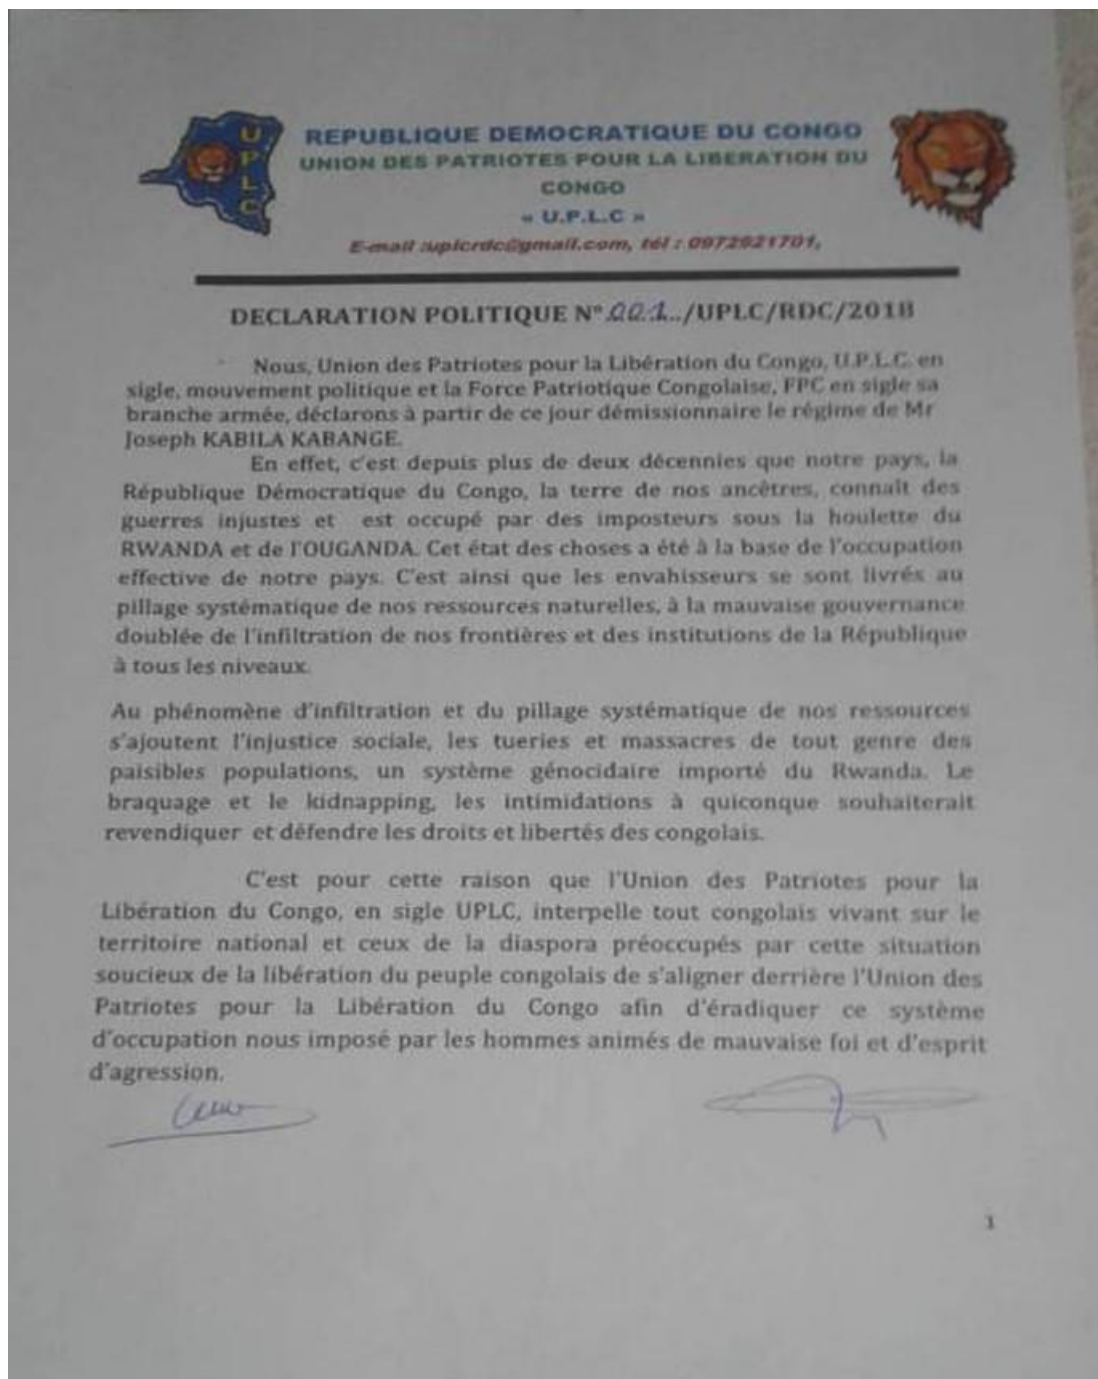 UPLC
REPUBLIQUE DEMOCRATIQUE DU CONGO
UNION DES PATRIOTES POUR LA LIBERATION DU
CONGO
« U.P.L.C »
E-mail :uplcrdc@gmail.com, tél : 0972921701,
DECLARATION POLITIQUE N° 001../UPLC/RDC/2018
Nous, Union des Patriotes pour la Libération du Congo, U.P.L.C. en
sigle, mouvement politique et la Force Patriotique Congolaise, FPC en sigle sa
branche armée, déclarons à partir de ce jour démissionnaire le régime de Mr
Joseph KABILA KABANGE.
En effet, c'est depuis plus de deux décennies que notre pays, la
République Démocratique du Congo, la terre de nos ancêtres, connaît des
guerres injustes et est occupé par des imposteurs sous la houlette du
RWANDA et de l'OUGANDA. Cet état des choses a été à la base de l'occupation
effective de notre pays. C'est ainsi que les envahisseurs se sont livrés au
pillage systématique de nos ressources naturelles, à la mauvaise gouvernance
doublée de l'infiltration de nos frontières et des institutions de la République
à tous les niveaux.
Au phénomène d'infiltration et du pillage systématique de nos ressources
s'ajoutent l'injustice sociale, les tueries et massacres de tout genre des
paisibles populations, un système génocidaire importé du Rwanda. Le
braquage et le kidnapping, les intimidations à quiconque souhaiterait
revendiquer et défendre les droits et libertés des congolais.
C'est pour cette raison que l'Union des Patriotes pour la
Libération du Congo, en sigle UPLC, interpelle tout congolais vivant sur le
territoire national et ceux de la diaspora préoccupés par cette situation
soucieux de la libération du peuple congolais de s'aligner derrière l'Union des
Patriotes pour la Libération du Congo afin d'éradiquer ce système
d'occupation nous imposé par les hommes animés de mauvaise foi et d'esprit
d'agression.
1